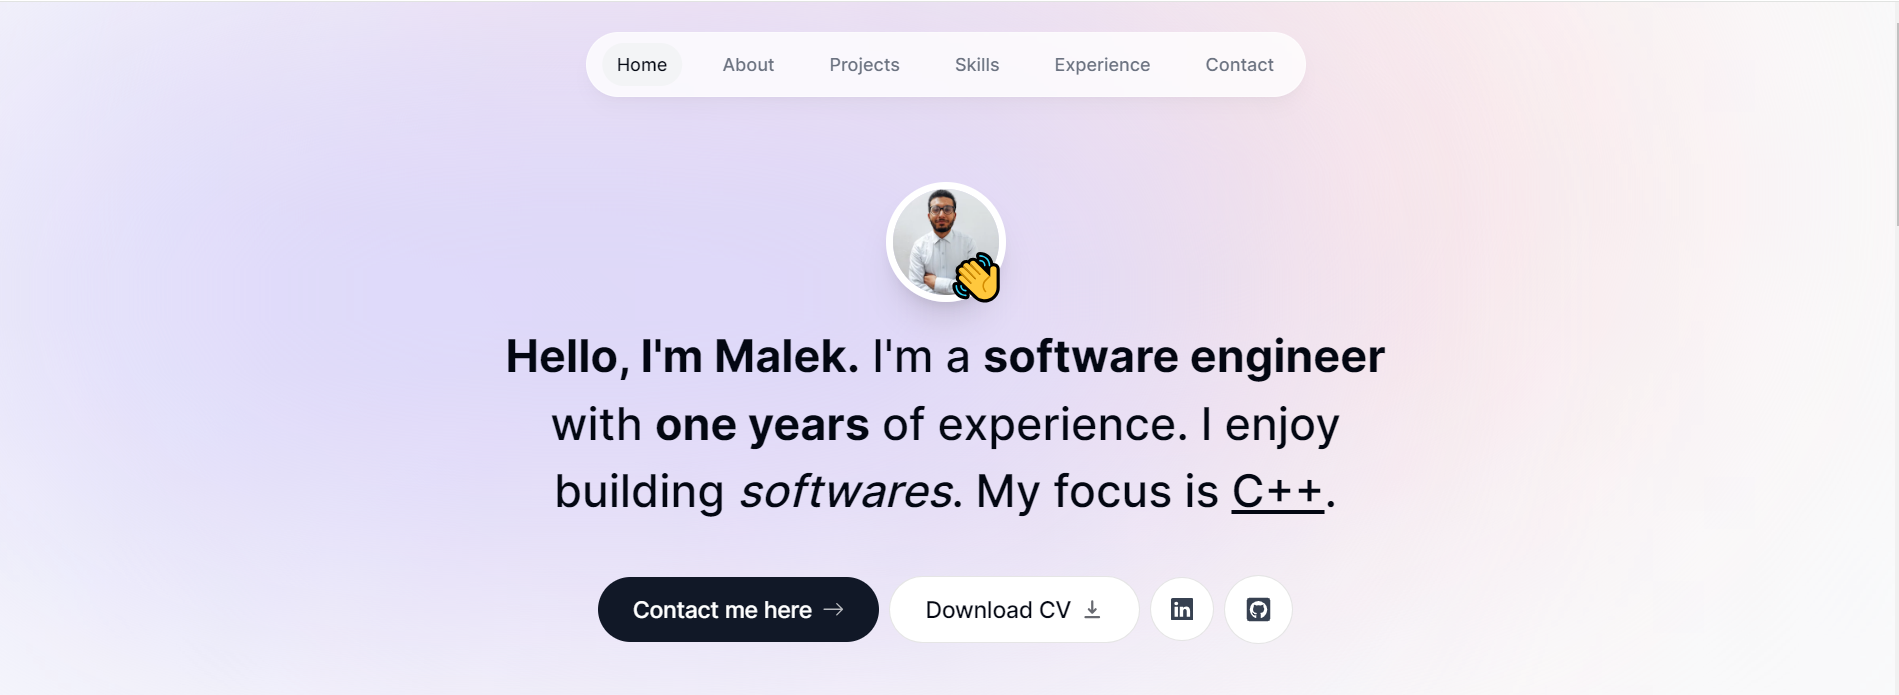 Home About Projects Skills Experience Contact
Hello, I'm Malek. I'm a software engineer
with one years of experience. I enjoy
building softwares. My focus is C++.
Contact me here → Download CV in